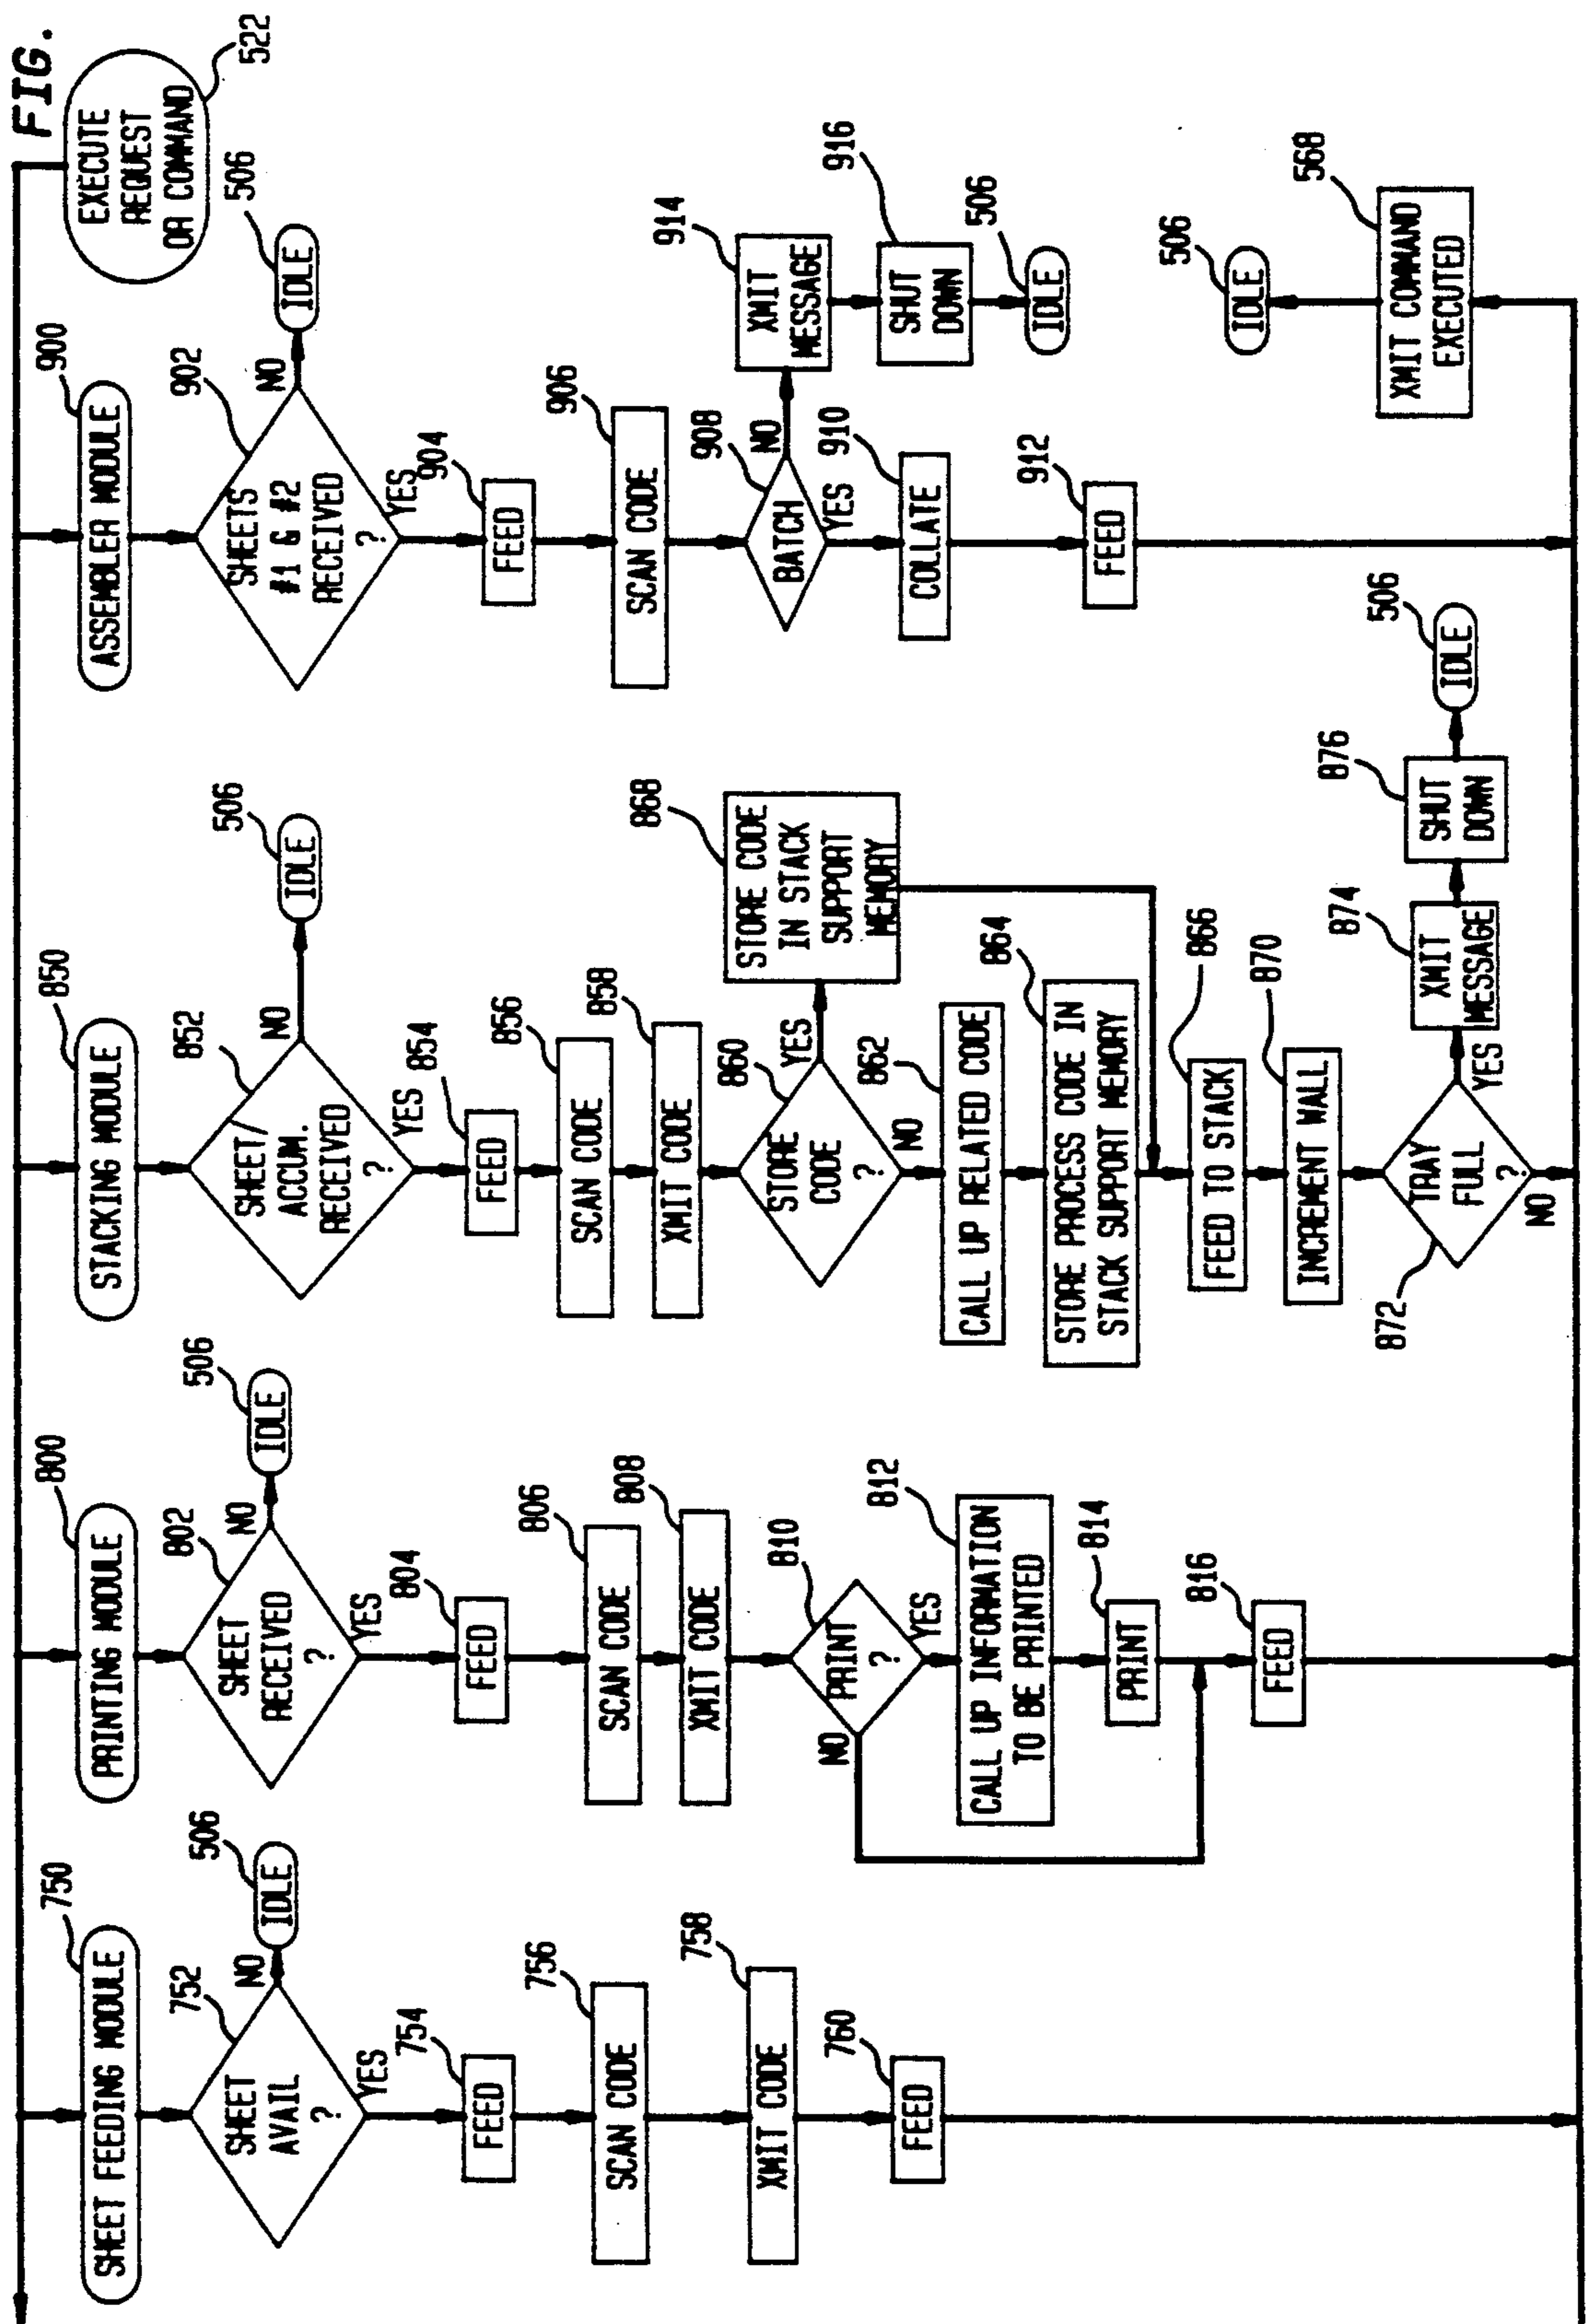 FIG.
EXECUTE
REQUEST
OR COMMAND
522
SHEET FEEDING MODULE
750
SHEET
AVAIL
?
752
NO
IDLE
506
YES
FEED
754
SCAN CODE
756
XMIT CODE
758
FEED
760
PRINTING MODULE
800
SHEET
RECEIVED
?
802
NO
IDLE
506
YES
FEED
804
SCAN CODE
806
XMIT CODE
808
PRINT
?
810
NO
YES
CALL UP INFORMATION
TO BE PRINTED
812
PRINT
814
FEED
816
STACKING MODULE
850
SHEET/
ACCUM.
RECEIVED
?
852
NO
IDLE
506
YES
FEED
854
SCAN CODE
856
XMIT CODE
858
STORE
CODE
?
860
YES
STORE CODE
IN STACK
SUPPORT
MEMORY
868
NO
CALL UP RELATED CODE
862
STORE PROCESS CODE IN
STACK SUPPORT MEMORY
864
FEED TO STACK
866
INCREMENT WALL
870
TRAY
FULL
?
872
YES
XMIT
MESSAGE
874
SHUT
DOWN
876
IDLE
506
NO
ASSEMBLER MODULE
900
SHEETS
#1 & #2
RECEIVED
?
902
NO
IDLE
506
YES
FEED
904
SCAN CODE
906
BATCH
908
NO
XMIT
MESSAGE
914
SHUT
DOWN
916
IDLE
506
YES
COLLATE
910
FEED
912
XMIT COMMAND
EXECUTED
568
IDLE
506